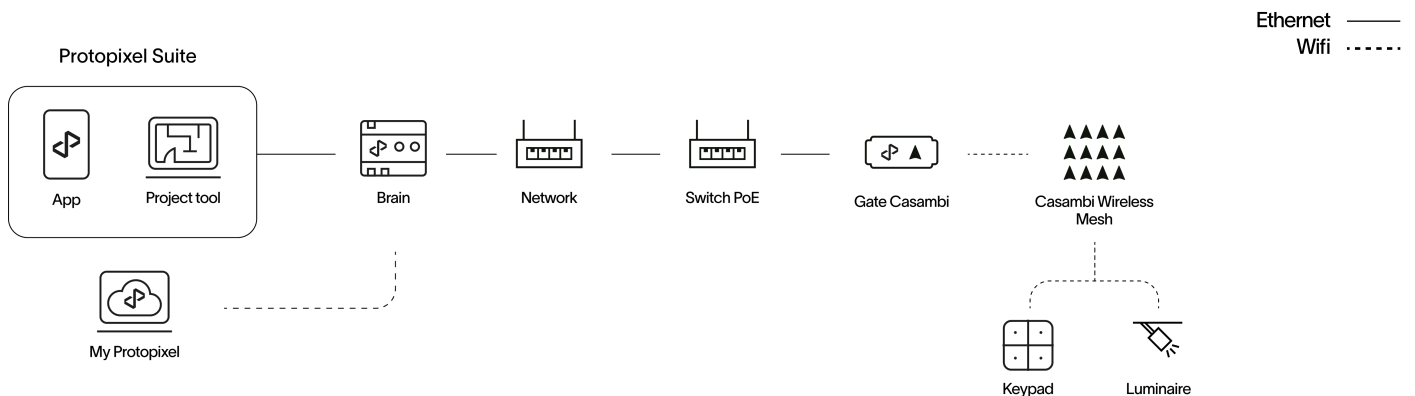 Ethernet
Wifi
Protopixel Suite
App
Project tool
Brain
Network
Switch PoE
Gate Casambi
Casambi Wireless
Mesh
My Protopixel
Keypad
Luminaire